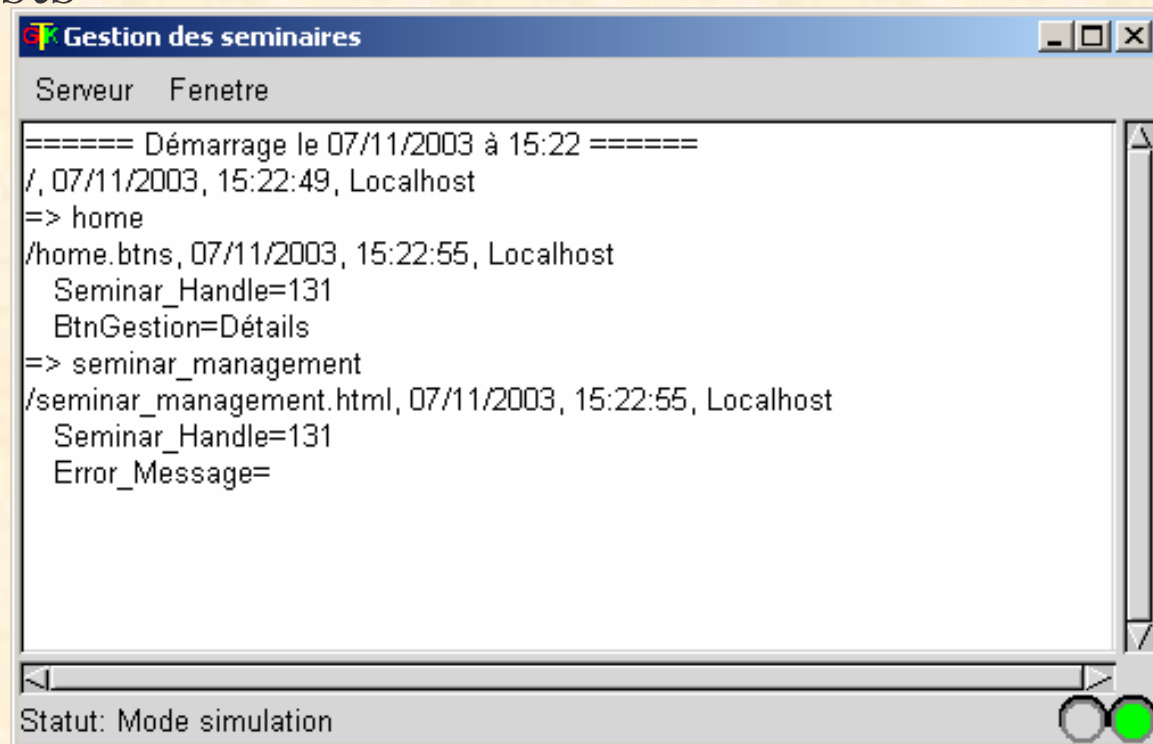 Gestion des seminaires
Serveur Fenetre
====== Démarrage le 07/11/2003 à 15:22 ======
/, 07/11/2003, 15:22:49, Localhost
=> home
/home.btns, 07/11/2003, 15:22:55, Localhost
Seminar_Handle=131
BtnGestion=Détails
=> seminar_management
/seminar_management.html, 07/11/2003, 15:22:55, Localhost
Seminar_Handle=131
Error_Message=
Statut: Mode simulation